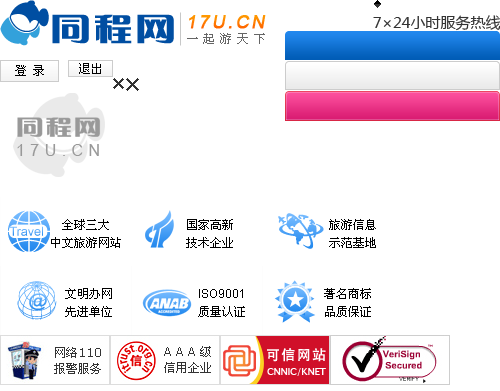 同程网 17U.CN
一起游天下
7×24小时服务热线
登 录 退出
同程网
17U.CN
Travel
全球三大
中文旅游网站
国家高新
技术企业
旅游信息
示范基地
@
文明办网
先进单位
ANAB
ACCREDITED
ISO9001
质量认证
著名商标
品质保证
网络110
报警服务
itrust.org.cn
信
AAA级
信用企业
可信网站
CNNIC/KNET
VeriSign
Secured
VERIFY